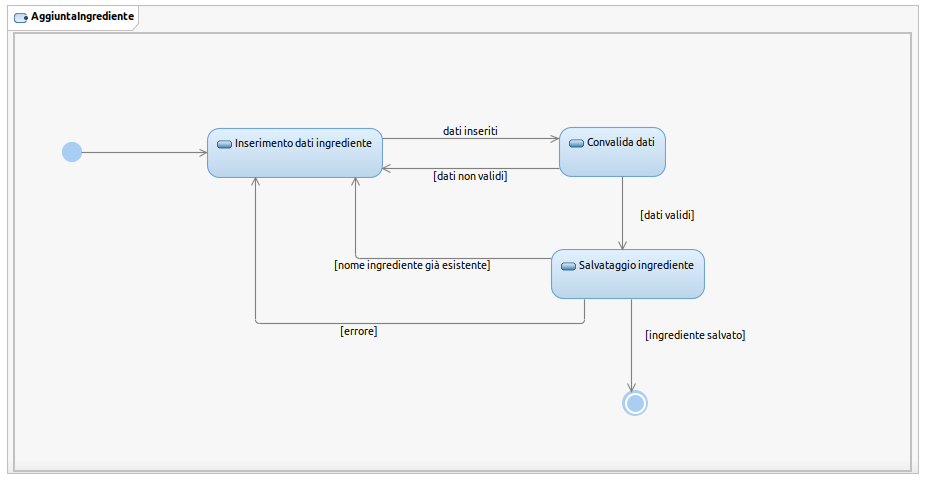 AggiuntaIngrediente
dati inseriti
Inserimento dati ingrediente
Convalida dati
[dati non validi]
[dati validi]
[nome ingrediente già esistente]
Salvataggio ingrediente
[errore]
[ingrediente salvato]